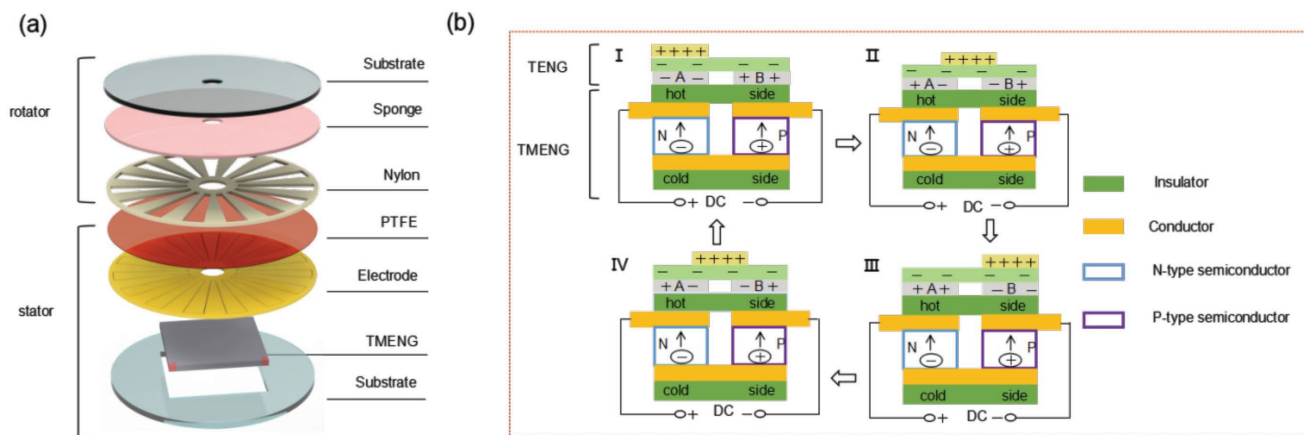 (a)
rotator
stator
Substrate
Sponge
Nylon
PTFE
Electrode
TMENG
Substrate
(b)
TENG
TMENG
I
++++
− − − −
− A − + B +
hot side
N − + P
cold side
+ DC −
II
++++
− − − −
+ A − − B +
hot side
N − + P
cold side
+ DC −
IV
++++
− − − −
+ A − − B +
hot side
N − + P
cold side
+ DC −
III
++++
− − − −
+ A + − B −
hot side
N − + P
cold side
+ DC −
Insulator
Conductor
N-type semiconductor
P-type semiconductor